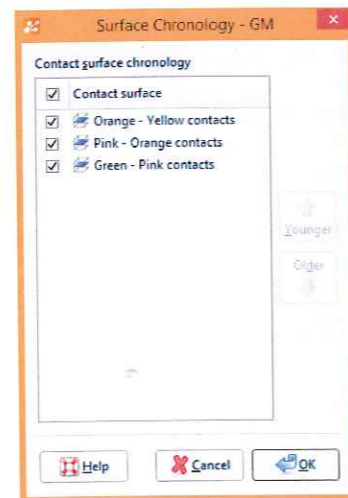 Surface Chronology - GM
Contact surface chronology
Contact surface
Orange - Yellow contacts
Pink - Orange contacts
Green - Pink contacts
Younger
Older
Help
Cancel
OK